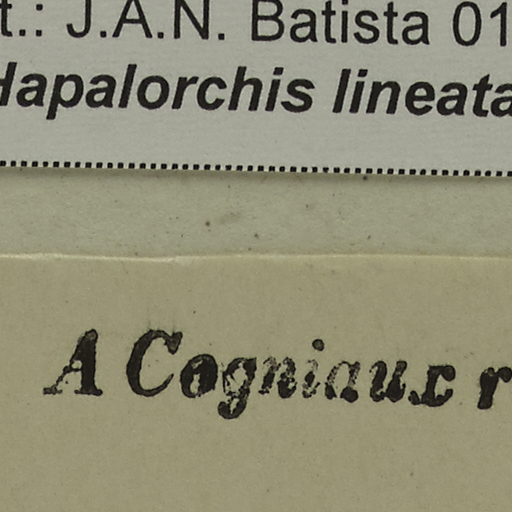 t.: J.A.N. Batista 01
Hapalorchis lineata
A Cogniaux r